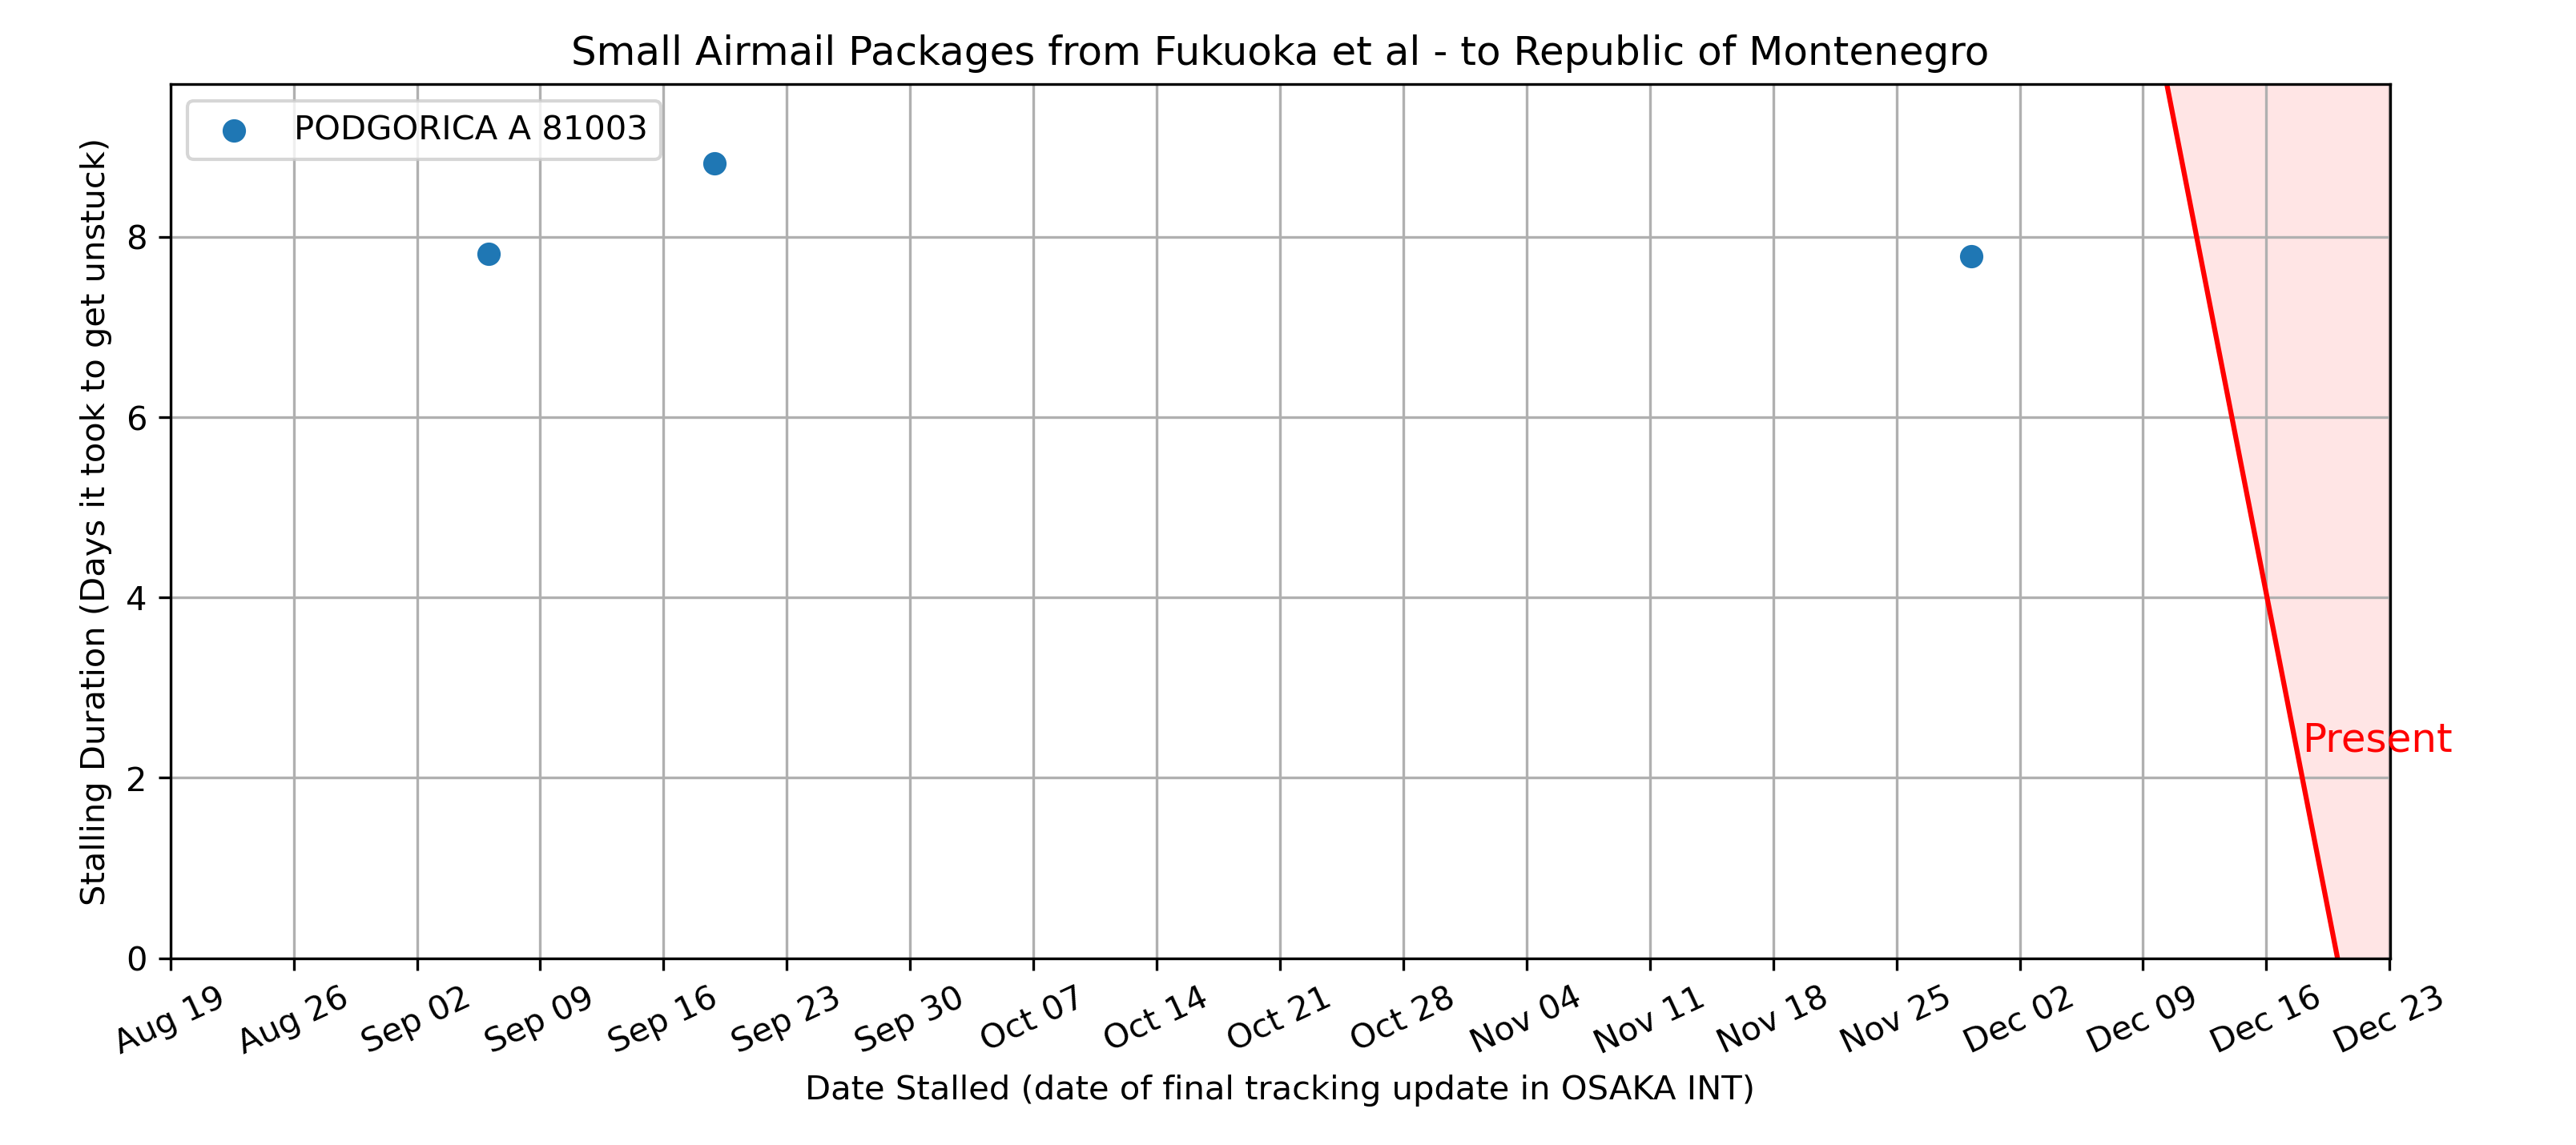 Small Airmail Packages from Fukuoka et al - to Republic of Montenegro
PODGORICA A 81003
Stalling Duration (Days it took to get unstuck)
8
6
4
2
0
Present
Aug 19
Aug 26
Sep 02
Sep 09
Sep 16
Sep 23
Sep 30
Oct 07
Oct 14
Oct 21
Oct 28
Nov 04
Nov 11
Nov 18
Nov 25
Dec 02
Dec 09
Dec 16
Dec 23
Date Stalled (date of final tracking update in OSAKA INT)